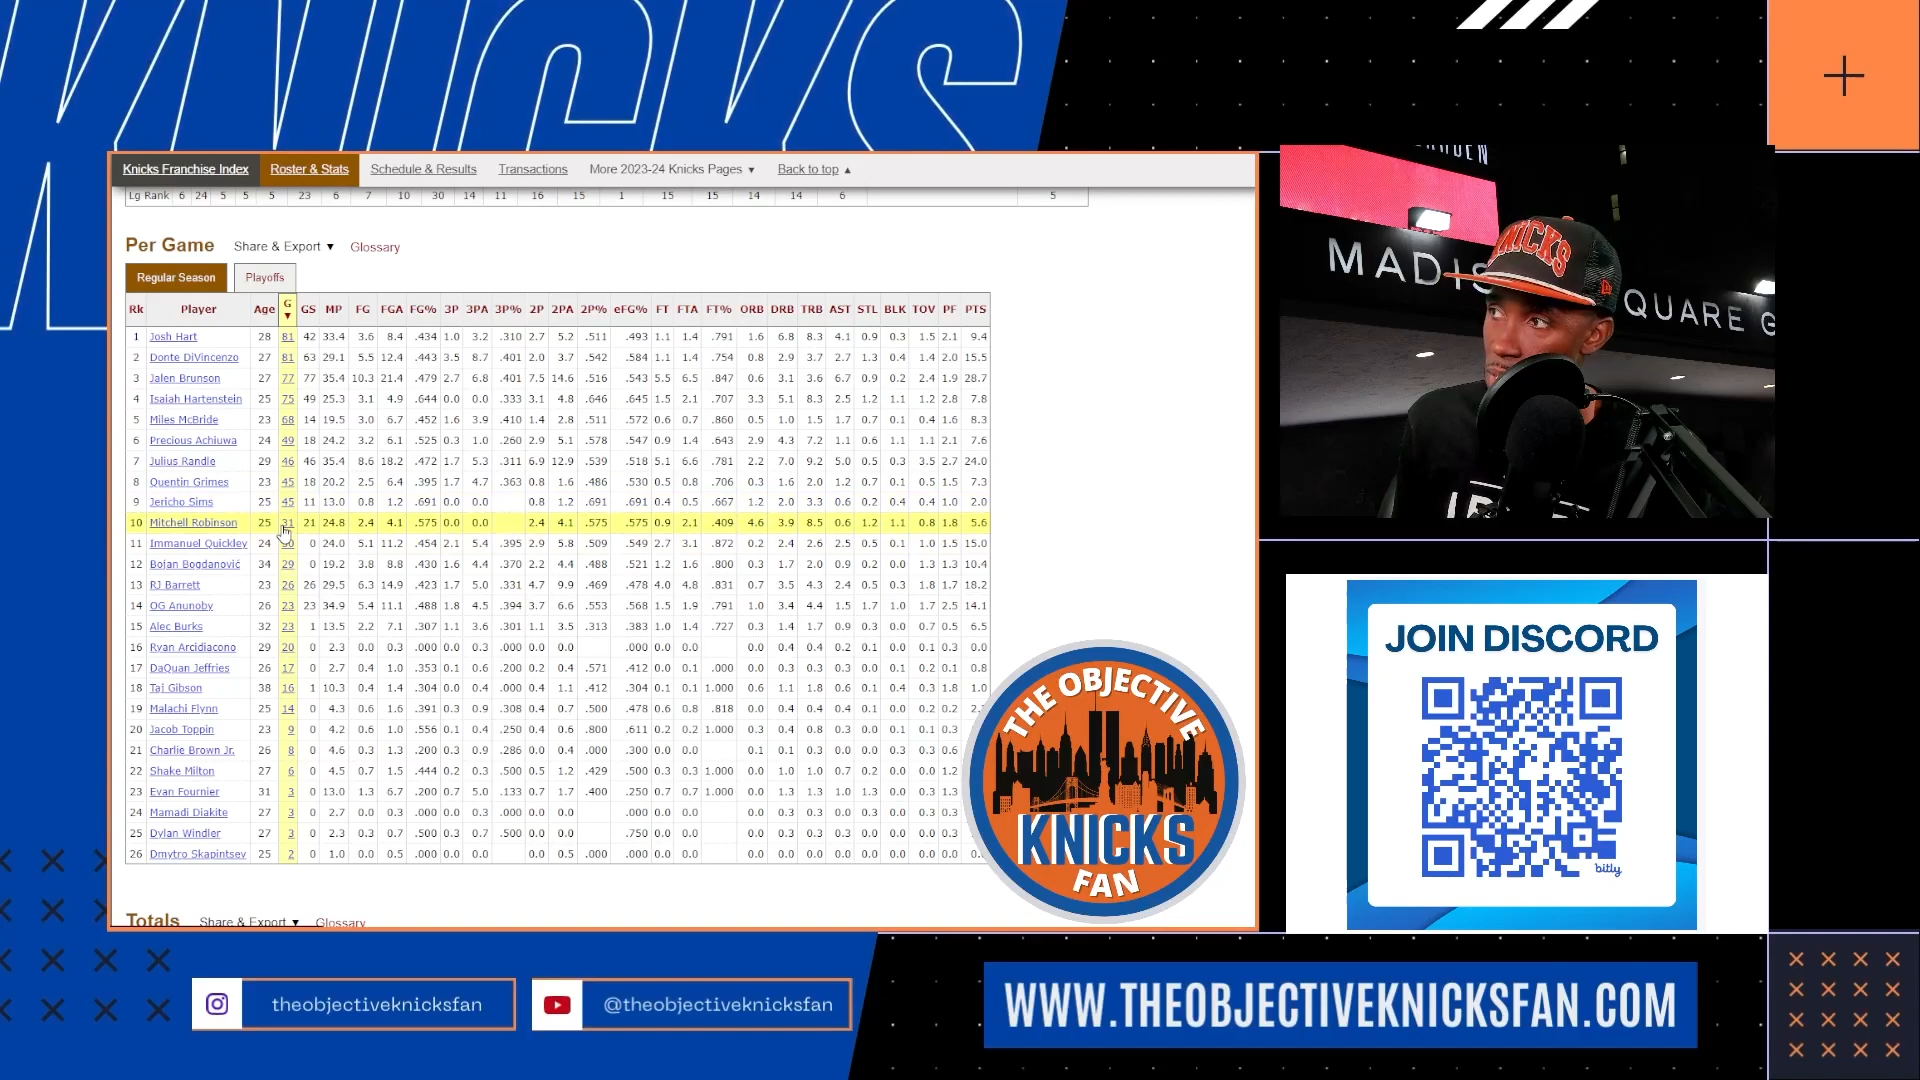 KNICKS
Knicks Franchise Index Roster & Stats Schedule & Results Transactions More 2023-24 Knicks Pages ▼ Back to top ▲
Lg Rank 6 24 5 5 5 23 6 7 10 30 14 11 16 15 1 15 15 14 14 6 5
Per Game Share & Export ▼ Glossary
Regular Season Playoffs
Rk Player Age G ▼ GS MP FG FGA FG% 3P 3PA 3P% 2P 2PA 2P% eFG% FT FTA FT% ORB DRB TRB AST STL BLK TOV PF PTS
1 Josh Hart 28 81 42 33.4 3.6 8.4 .434 1.0 3.2 .310 2.7 5.2 .511 .493 1.1 1.4 .791 1.6 6.8 8.3 4.1 0.9 0.3 1.5 2.1 9.4
2 Donte DiVincenzo 27 81 63 29.1 5.5 12.4 .443 3.5 8.7 .401 2.0 3.7 .542 .584 1.1 1.4 .754 0.8 2.9 3.7 2.7 1.3 0.4 1.4 2.0 15.5
3 Jalen Brunson 27 77 77 35.4 10.3 21.4 .479 2.7 6.8 .401 7.5 14.6 .516 .543 5.5 6.5 .847 0.6 3.1 3.6 6.7 0.9 0.2 2.4 1.9 28.7
4 Isaiah Hartenstein 25 75 49 25.3 3.1 4.9 .644 0.0 0.0 .333 3.1 4.8 .646 .645 1.5 2.1 .707 3.3 5.1 8.3 2.5 1.2 1.1 1.2 2.8 7.8
5 Miles McBride 23 68 14 19.5 3.0 6.7 .452 1.6 3.9 .410 1.4 2.8 .511 .572 0.6 0.7 .860 0.5 1.0 1.5 1.7 0.7 0.1 0.4 1.6 8.3
6 Precious Achiuwa 24 49 18 24.2 3.2 6.1 .525 0.3 1.0 .260 2.9 5.1 .578 .547 0.9 1.4 .643 2.9 4.3 7.2 1.1 0.6 1.1 1.1 2.1 7.6
7 Julius Randle 29 46 46 35.4 8.6 18.2 .472 1.7 5.3 .311 6.9 12.9 .539 .518 5.1 6.6 .781 2.2 7.0 9.2 5.0 0.5 0.3 3.5 2.7 24.0
8 Quentin Grimes 23 45 18 20.2 2.5 6.4 .395 1.7 4.7 .363 0.8 1.6 .486 .530 0.5 0.8 .706 0.3 1.6 2.0 1.2 0.7 0.1 0.5 1.5 7.3
9 Jericho Sims 25 45 11 13.0 0.8 1.2 .691 0.0 0.0 0.8 1.2 .691 .691 0.4 0.5 .667 1.2 2.0 3.3 0.6 0.2 0.4 0.4 1.0 2.0
10 Mitchell Robinson 25 31 21 24.8 2.4 4.1 .575 0.0 0.0 2.4 4.1 .575 .575 0.9 2.1 .409 4.6 3.9 8.5 0.6 1.2 1.1 0.8 1.8 5.6
11 Immanuel Quickley 24 30 0 24.0 5.1 11.2 .454 2.1 5.4 .395 2.9 5.8 .509 .549 2.7 3.1 .872 0.2 2.4 2.6 2.5 0.5 0.1 1.0 1.5 15.0
12 Bojan Bogdanović 34 29 0 19.2 3.8 8.8 .430 1.6 4.4 .370 2.2 4.4 .488 .521 1.2 1.6 .800 0.3 1.7 2.0 0.9 0.2 0.0 1.3 1.3 10.4
13 RJ Barrett 23 26 26 29.5 6.3 14.9 .423 1.7 5.0 .331 4.7 9.9 .469 .478 4.0 4.8 .831 0.7 3.5 4.3 2.4 0.5 0.3 1.8 1.7 18.2
14 OG Anunoby 26 23 23 34.9 5.4 11.1 .488 1.8 4.5 .394 3.7 6.6 .553 .568 1.5 1.9 .791 1.0 3.4 4.4 1.5 1.7 1.0 1.7 2.5 14.1
15 Alec Burks 32 23 1 13.5 2.2 7.1 .307 1.1 3.6 .301 1.1 3.5 .313 .383 1.0 1.4 .727 0.3 1.4 1.7 0.9 0.3 0.0 0.7 0.5 6.5
16 Ryan Arcidiacono 29 20 0 2.3 0.0 0.3 .000 0.0 0.3 .000 0.0 0.0 .000 0.0 0.0 0.0 0.4 0.4 0.2 0.1 0.0 0.1 0.3 0.0
17 DaQuan Jeffries 26 17 0 2.7 0.4 1.0 .353 0.1 0.6 .200 0.2 0.4 .571 .412 0.0 0.1 .000 0.3 0.3 0.3 0.0 0.1 0.1 0.2 0.1 0.8
18 Taj Gibson 38 16 1 10.3 0.4 1.4 .304 0.0 0.4 .000 0.4 1.1 .412 .304 0.1 0.1 1.000 0.6 1.1 1.8 0.6 0.1 0.4 0.3 1.8 1.0
19 Malachi Flynn 25 14 0 4.3 0.6 1.6 .391 0.3 0.9 .308 0.4 0.7 .500 .478 0.6 0.8 .818 0.0 0.4 0.4 0.4 0.1 0.0 0.2 0.2
20 Jacob Toppin 23 9 0 4.2 0.6 1.0 .556 0.1 0.4 .250 0.4 0.6 .800 .611 0.2 0.2 1.000 0.3 0.4 0.8 0.3 0.0 0.1 0.1 0.3
21 Charlie Brown Jr. 26 8 0 4.6 0.3 1.3 .200 0.3 0.9 .286 0.0 0.4 .000 .300 0.0 0.0 0.1 0.1 0.3 0.0 0.0 0.3 0.3 0.6
22 Shake Milton 27 6 0 4.5 0.7 1.5 .444 0.2 0.3 .500 0.5 1.2 .429 .500 0.3 0.3 1.000 0.0 1.0 1.0 0.7 0.2 0.0 0.0 1.2
23 Evan Fournier 31 3 0 13.0 1.3 6.7 .200 0.7 5.0 .133 0.7 1.7 .400 .250 0.7 0.7 1.000 0.0 1.3 1.3 1.0 1.3 0.0 0.3 1.3
24 Mamadi Diakite 27 3 0 2.7 0.0 0.3 .000 0.0 0.3 .000 0.0 0.0 .000 0.0 0.0 0.0 0.3 0.3 0.0 0.0 0.0 0.3 0.3
25 Dylan Windler 27 3 0 2.3 0.3 0.7 .500 0.3 0.7 .500 0.0 0.0 .750 0.0 0.0 0.0 0.3 0.3 0.0 0.0 0.0 0.0 0.3
26 Dmytro Skapintsev 25 2 0 1.0 0.0 0.5 .000 0.0 0.0 0.0 0.5 .000 .000 0.0 0.0 0.0 0.0 0.0 0.0 0.0 0.0 0.0 0.0
Totals Share & Export ▼ Glossary
THE OBJECTIVE
KNICKS
FAN
KNICKS
QUARE G
JOIN DISCORD
bitly
theobjectiveknicksfan
@theobjectiveknicksfan
WWW.THEOBJECTIVEKNICKSFAN.COM